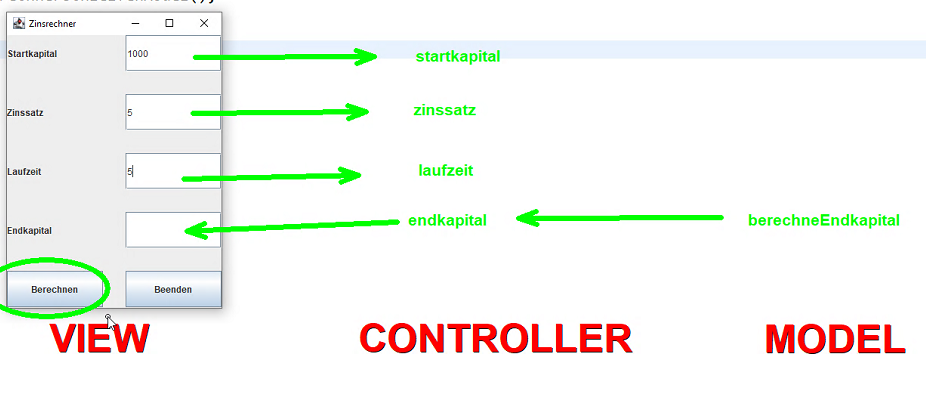 Zinsrechner
Startkapital 1000 startkapital
Zinssatz 5 zinssatz
Laufzeit 5 laufzeit
Endkapital endkapital berechneEndkapital
Berechnen Beenden
VIEW CONTROLLER MODEL